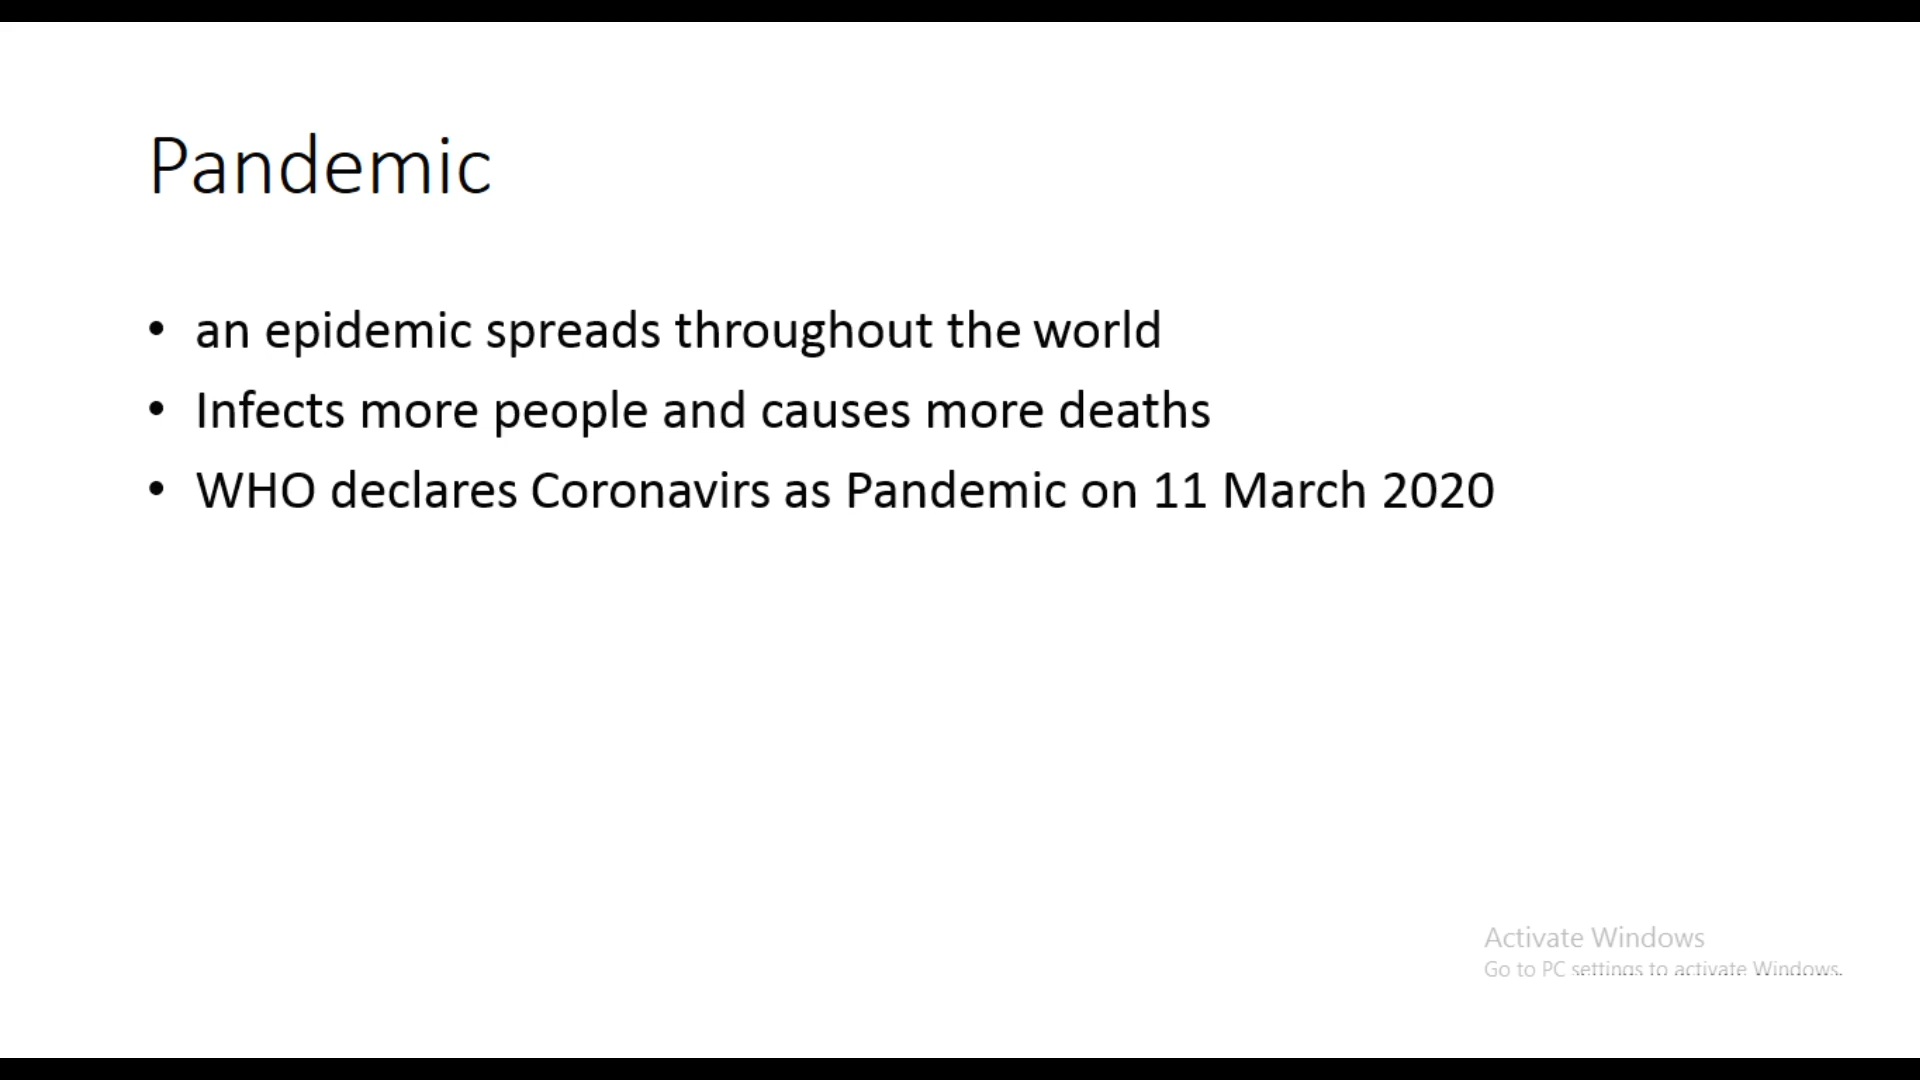 Pandemic
• an epidemic spreads throughout the world
• Infects more people and causes more deaths
• WHO declares Coronavirs as Pandemic on 11 March 2020
Activate Windows
Go to PC settings to activate Windows.